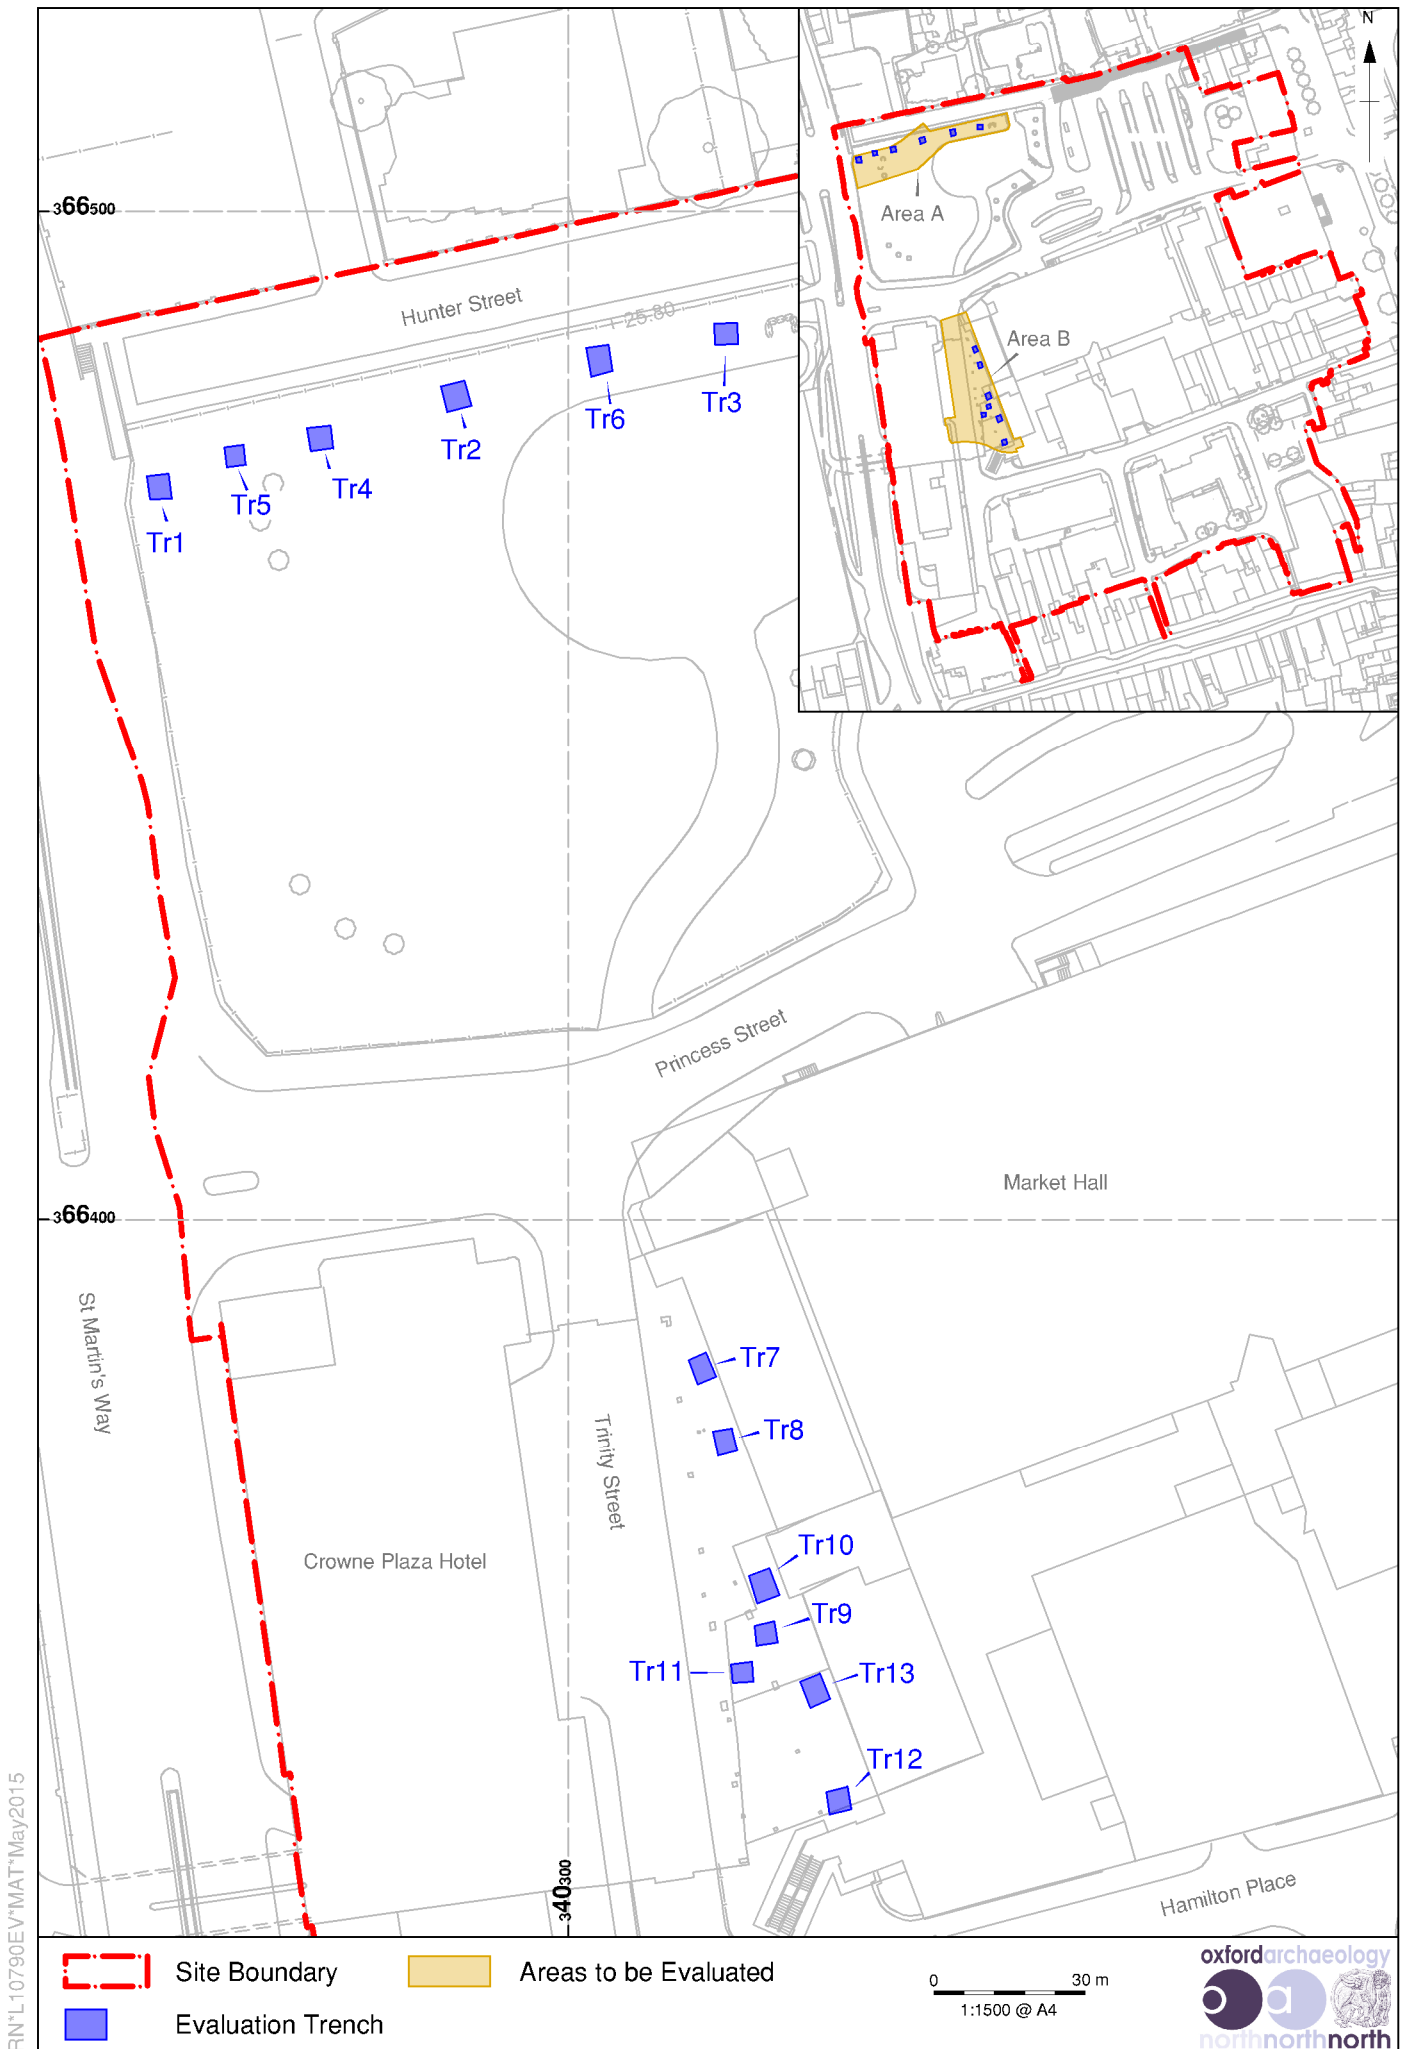 N
Area A
Area B
366500
Hunter Street
25.80
Tr6
Tr3
Tr2
Tr4
Tr5
Tr1
Princess Street
Market Hall
366400
St Martin's Way
Tr7
Trinity Street
Tr8
Crowne Plaza Hotel
Tr10
Tr9
Tr11
Tr13
Tr12
340300
Hamilton Place
RN*L10790EV*MAT*May2015
Site Boundary
Areas to be Evaluated
Evaluation Trench
0 30 m
1:1500 @ A4
oxfordarchaeology
oa
northnorthnorth